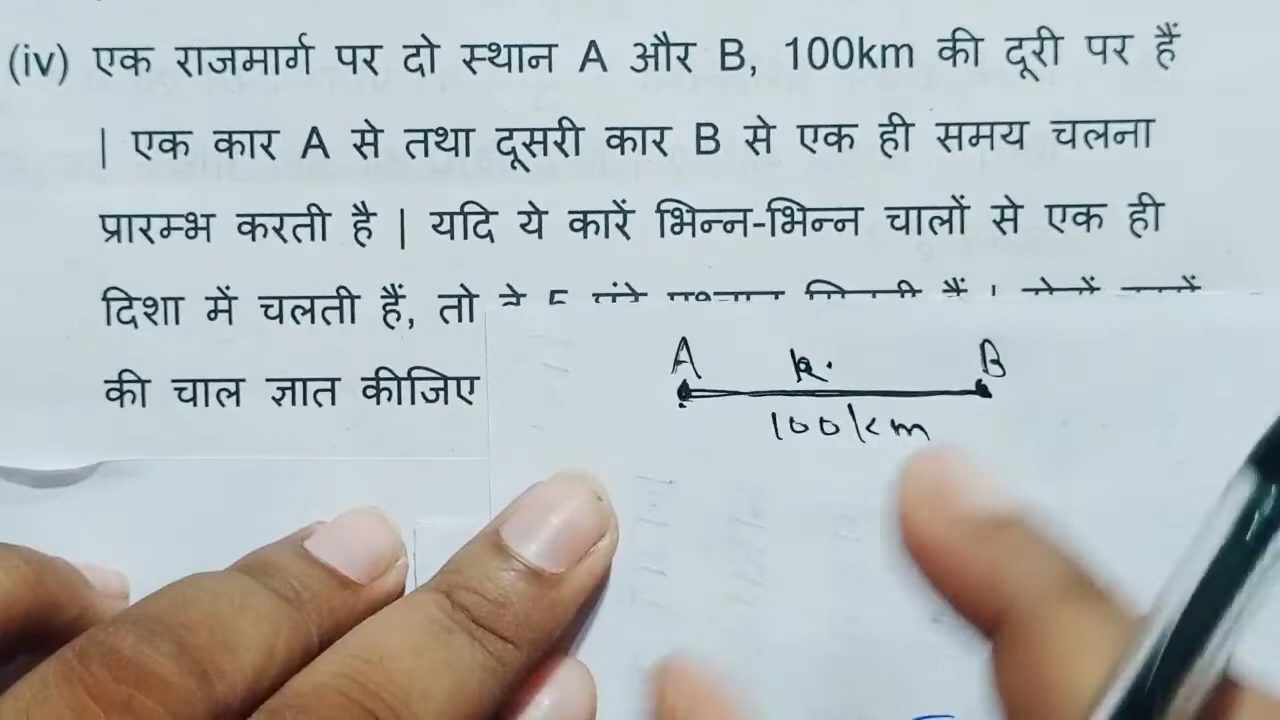 (iv) एक राजमार्ग पर दो स्थान A और B, 100km की दूरी पर हैं
| एक कार A से तथा दूसरी कार B से एक ही समय चलना
प्रारम्भ करती है | यदि ये कारें भिन्न-भिन्न चालों से एक ही
दिशा में चलती हैं, तो
की चाल ज्ञात कीजिए
A B
100km